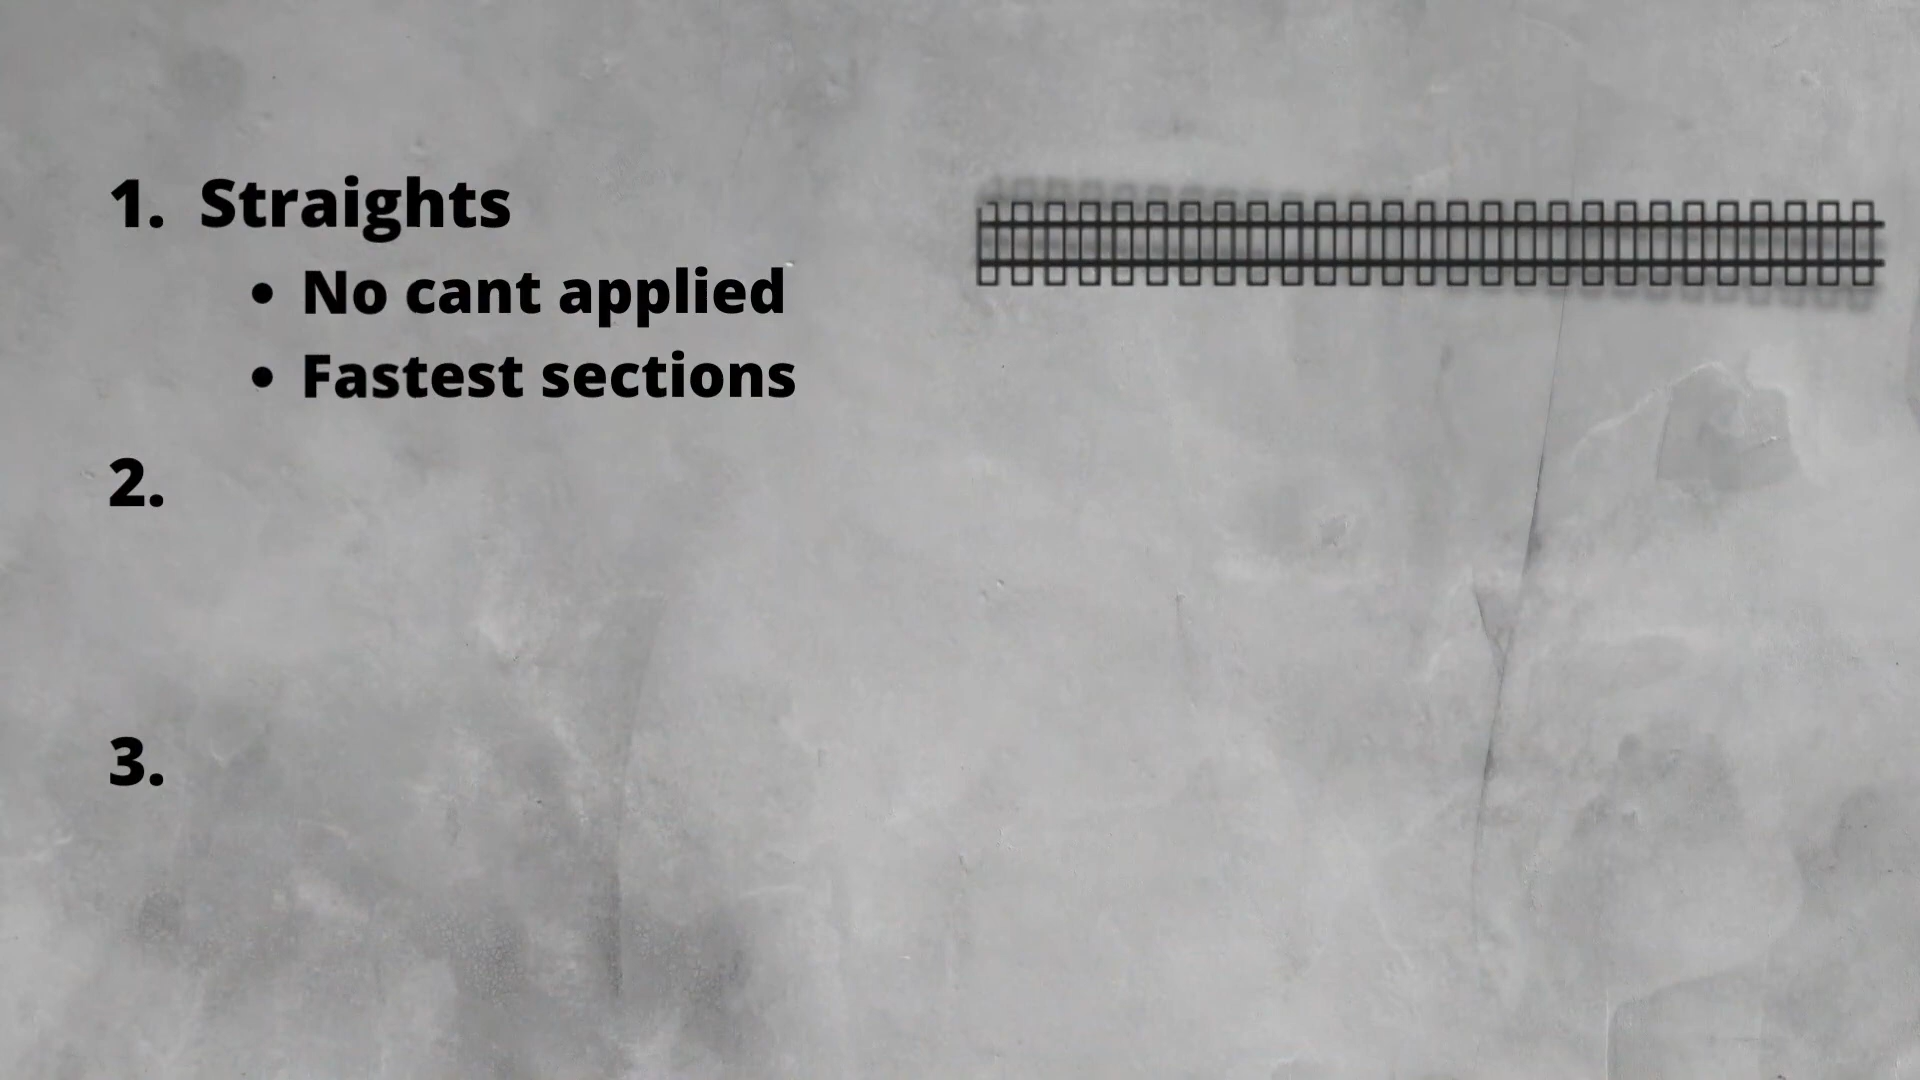 1. Straights
• No cant applied
• Fastest sections
2.
3.